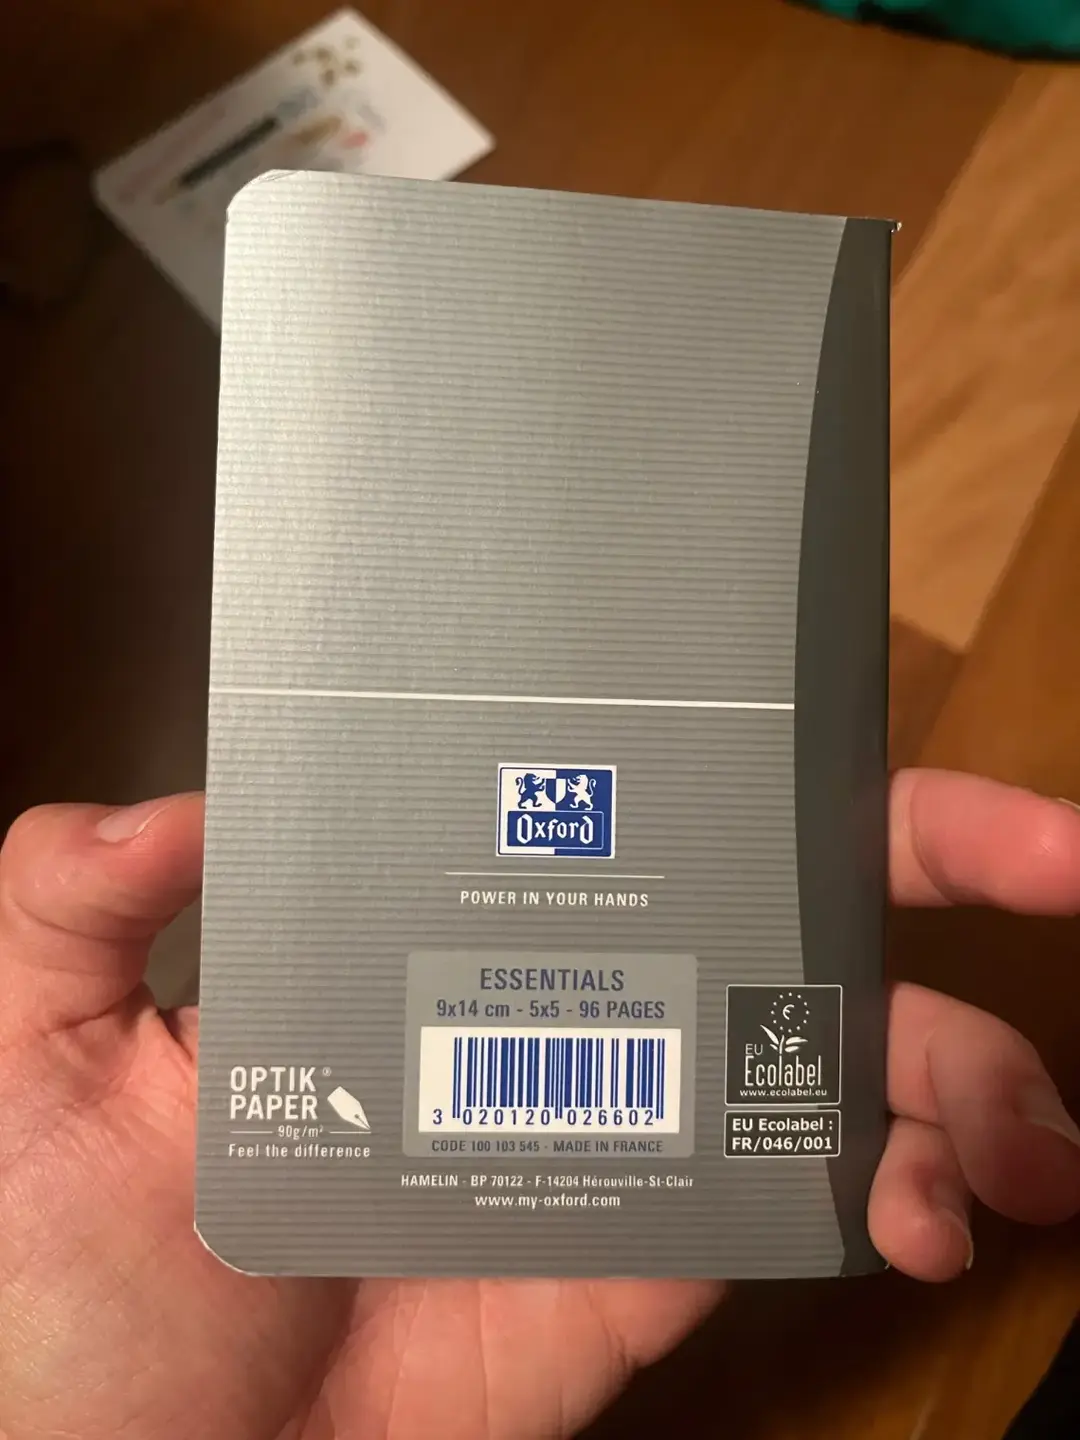 Oxford
POWER IN YOUR HANDS
ESSENTIALS
9x14 cm - 5x5 - 96 PAGES
3 020120 026602
CODE 100 103 545 - MADE IN FRANCE
OPTIK®
PAPER
90g/m²
Feel the difference
EU
Ecolabel
www.ecolabel.eu
EU Ecolabel :
FR/046/001
HAMELIN - BP 70122 - F-14204 Hérouville-St-Clair
www.my-oxford.com